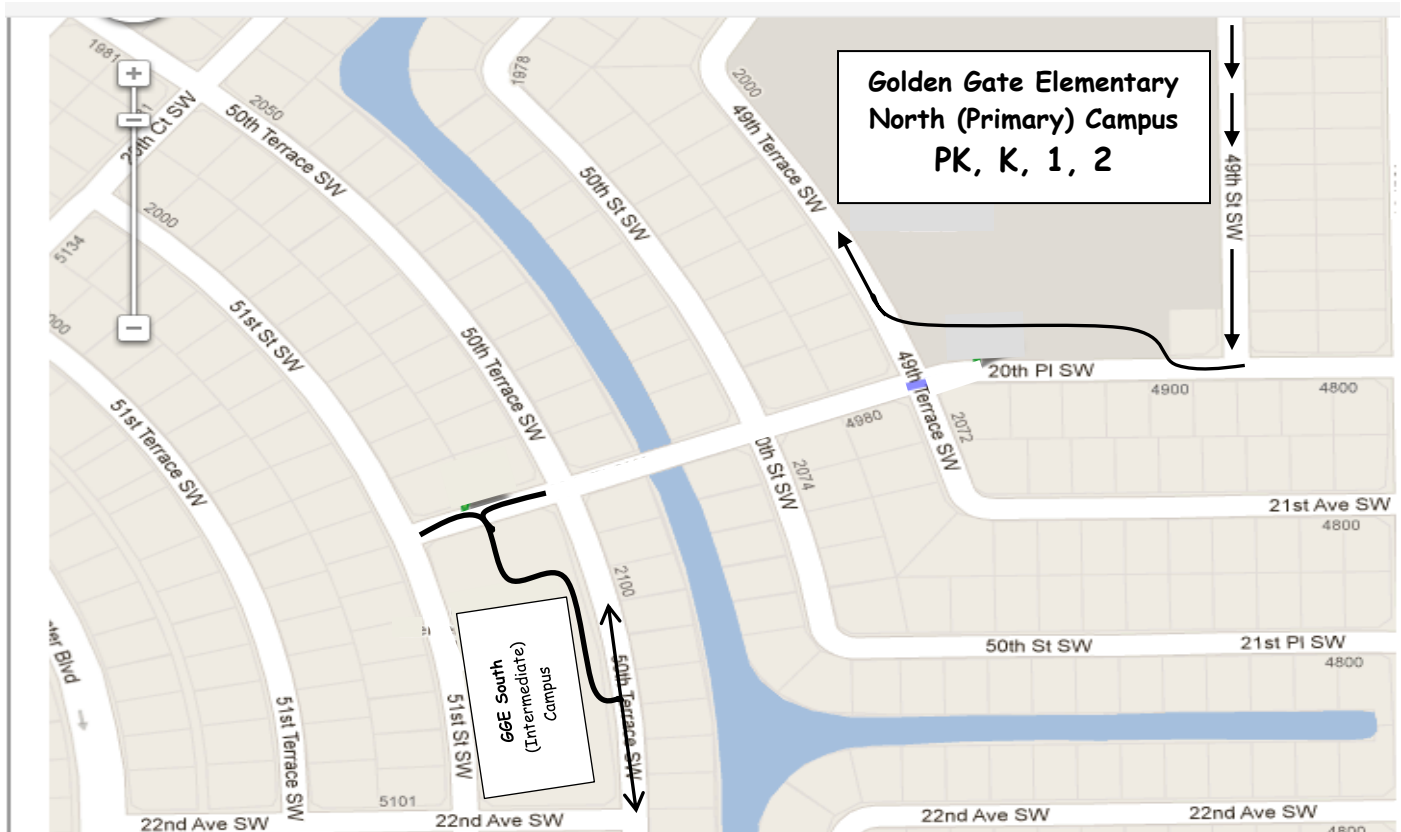 1981
2050
50th Terrace SW
2000
5134
51st St SW
51st Terrace SW
50th Terrace SW
1978
50th St SW
2000
49th Terrace SW
Golden Gate Elementary
North (Primary) Campus
PK, K, 1, 2
49th St SW
20th Pl SW
4900
4800
49th Terrace SW
4980
2072
0th St SW
2074
21st Ave SW
4800
2100
50th St SW
21st Pl SW
4800
GGE South
(Intermediate)
Campus
50th Terrace SW
51st St SW
51st Terrace SW
ter Blvd
5101
22nd Ave SW
22nd Ave SW
22nd Ave SW
22nd Ave SW
4800